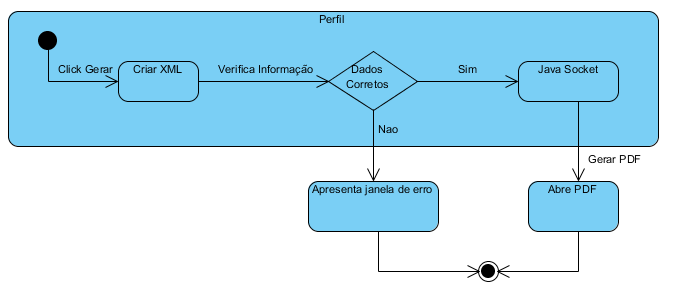 Perfil
Click Gerar
Criar XML
Verifica Informação
Dados
Corretos
Sim
Java Socket
Nao
Gerar PDF
Apresenta janela de erro
Abre PDF